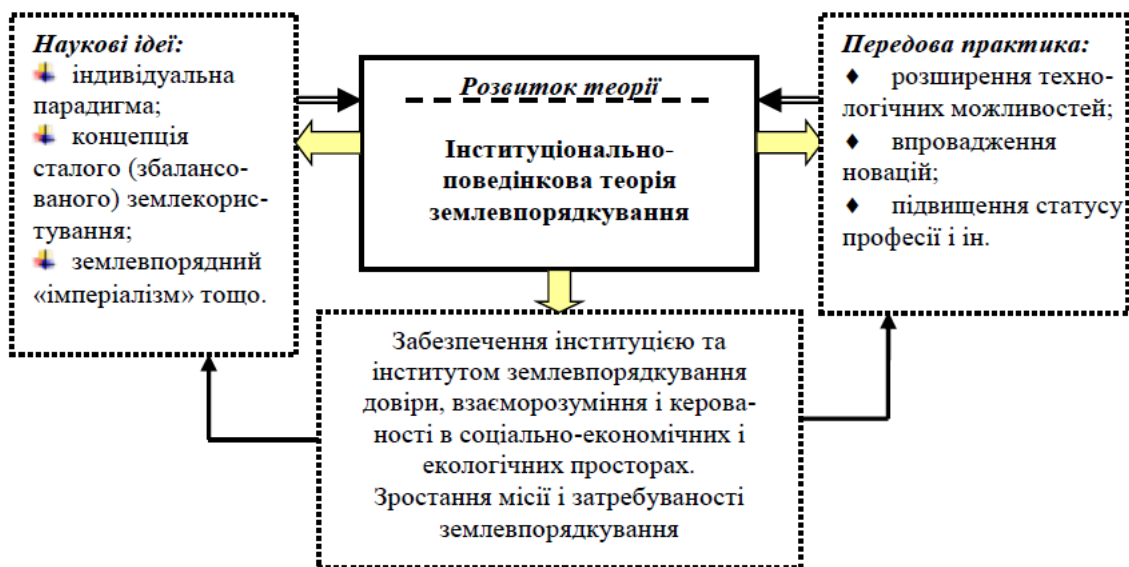 Наукові ідеї:
індивідуальна
парадигма;
концепція
сталого (збалансо-
ваного) землекорис-
тування;
землевпорядний
«імперіалізм» тощо.
Розвиток теорії
Інституціонально-
поведінкова теорія
землевпорядкування
Передова практика:
♦ розширення техно-
логічних можливостей;
♦ впровадження
новацій;
♦ підвищення статусу
професії і ін.
Забезпечення інституцією та
інститутом землевпорядкування
довіри, взаєморозуміння і керова-
ності в соціально-економічних і
екологічних просторах.
Зростання місії і затребуваності
землевпорядкування